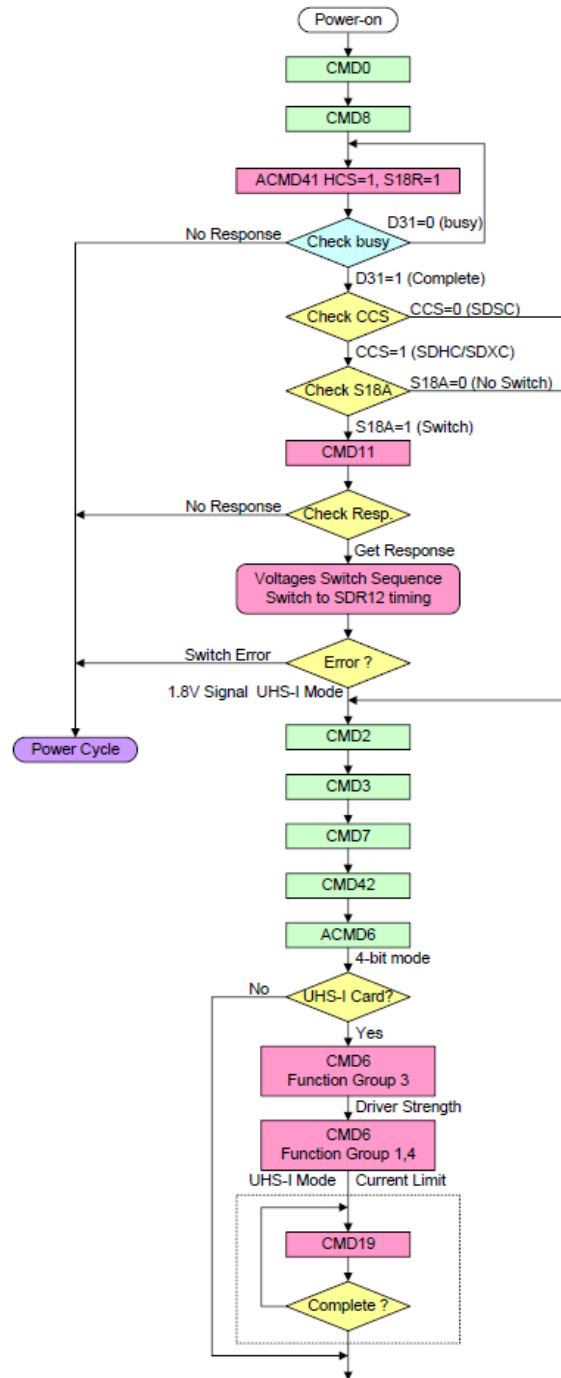 Power-on
CMD0
CMD8
ACMD41 HCS=1, S18R=1
D31=0 (busy)
No Response
Check busy
D31=1 (Complete)
Check CCS
CCS=0 (SDSC)
CCS=1 (SDHC/SDXC)
Check S18A
S18A=0 (No Switch)
S18A=1 (Switch)
CMD11
No Response
Check Resp.
Get Response
Voltages Switch Sequence
Switch to SDR12 timing
Switch Error
Error ?
1.8V Signal UHS-I Mode
CMD2
Power Cycle
CMD3
CMD7
CMD42
ACMD6
4-bit mode
No
UHS-I Card?
Yes
CMD6
Function Group 3
Driver Strength
CMD6
Function Group 1,4
UHS-I Mode
Current Limit
CMD19
Complete ?